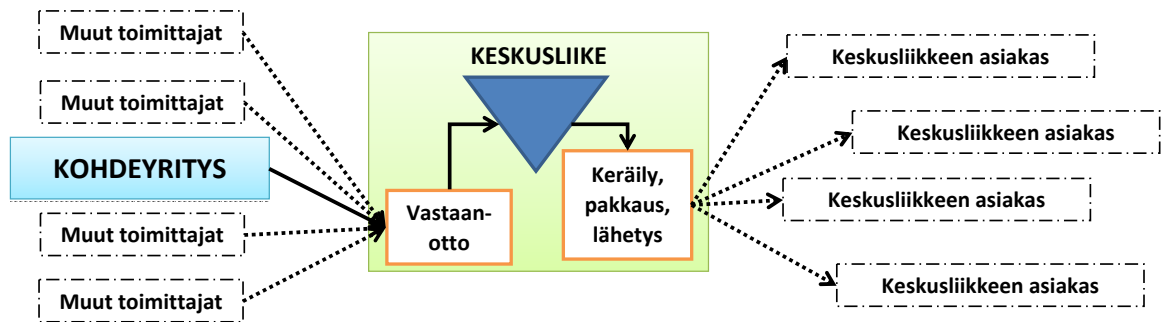 Muut toimittajat
Muut toimittajat
KOHDEYRITYS
Muut toimittajat
Muut toimittajat
KESKUSLIIKE
Vastaan-
otto
Keräily,
pakkaus,
lähetys
Keskusliikkeen asiakas
Keskusliikkeen asiakas
Keskusliikkeen asiakas
Keskusliikkeen asiakas